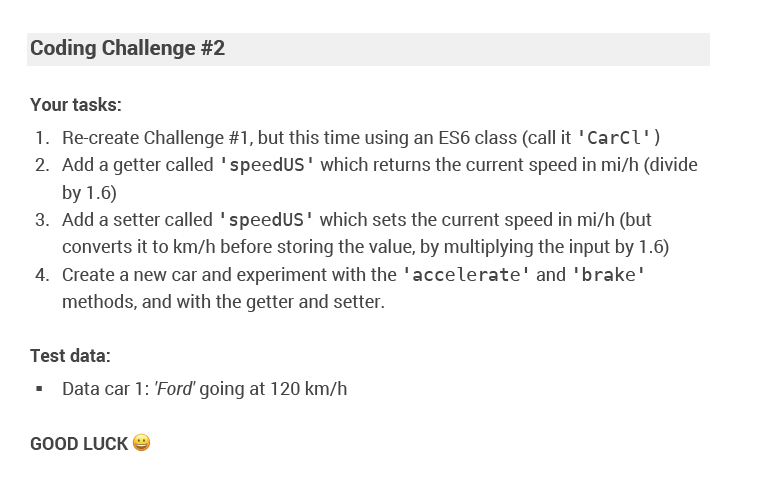 Coding Challenge #2
Your tasks:
1. Re-create Challenge #1, but this time using an ES6 class (call it 'CarCl')
2. Add a getter called 'speedUS' which returns the current speed in mi/h (divide
by 1.6)
3. Add a setter called 'speedUS' which sets the current speed in mi/h (but
converts it to km/h before storing the value, by multiplying the input by 1.6)
4. Create a new car and experiment with the 'accelerate' and 'brake'
methods, and with the getter and setter.
Test data:
▪ Data car 1: 'Ford' going at 120 km/h
GOOD LUCK 😀